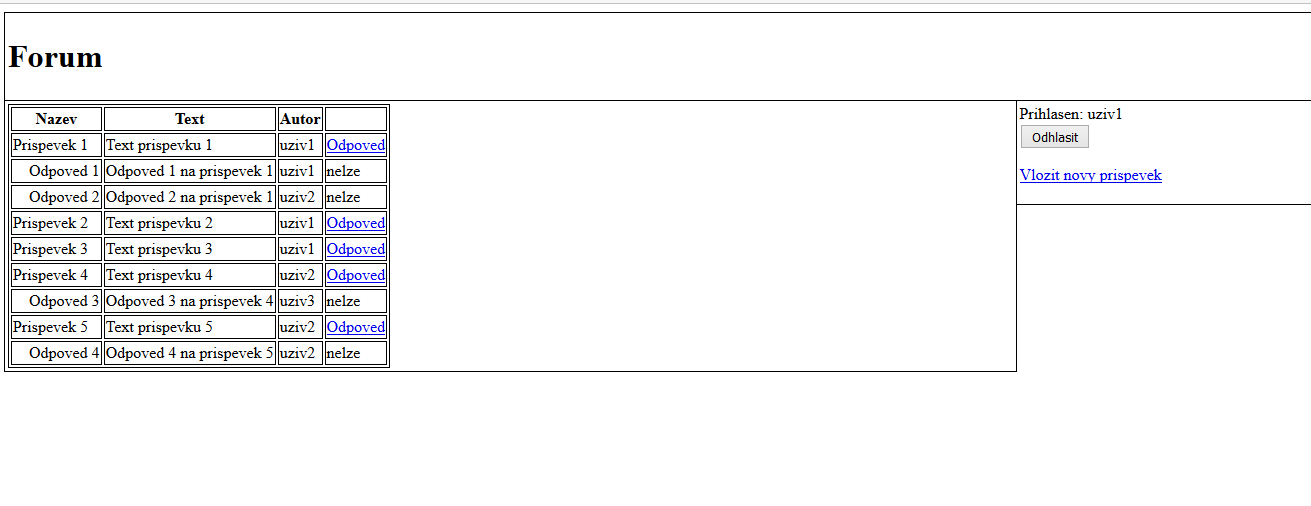 Forum
Nazev Text Autor
Prispevek 1 Text prispevku 1 uziv1 Odpoved
Odpoved 1 Odpoved 1 na prispevek 1 uziv1 nelze
Odpoved 2 Odpoved 2 na prispevek 1 uziv2 nelze
Prispevek 2 Text prispevku 2 uziv1 Odpoved
Prispevek 3 Text prispevku 3 uziv1 Odpoved
Prispevek 4 Text prispevku 4 uziv2 Odpoved
Odpoved 3 Odpoved 3 na prispevek 4 uziv3 nelze
Prispevek 5 Text prispevku 5 uziv2 Odpoved
Odpoved 4 Odpoved 4 na prispevek 5 uziv2 nelze
Prihlasen: uziv1
Odhlasit
Vlozit novy prispevek